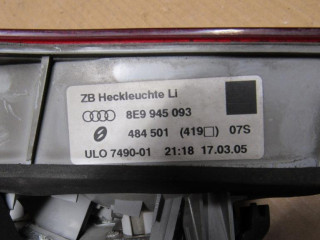 ZB Heckleuchte Li
8E9 945 093
484 501 (419□) 07S
ULO 7490-01 21:18 17.03.05